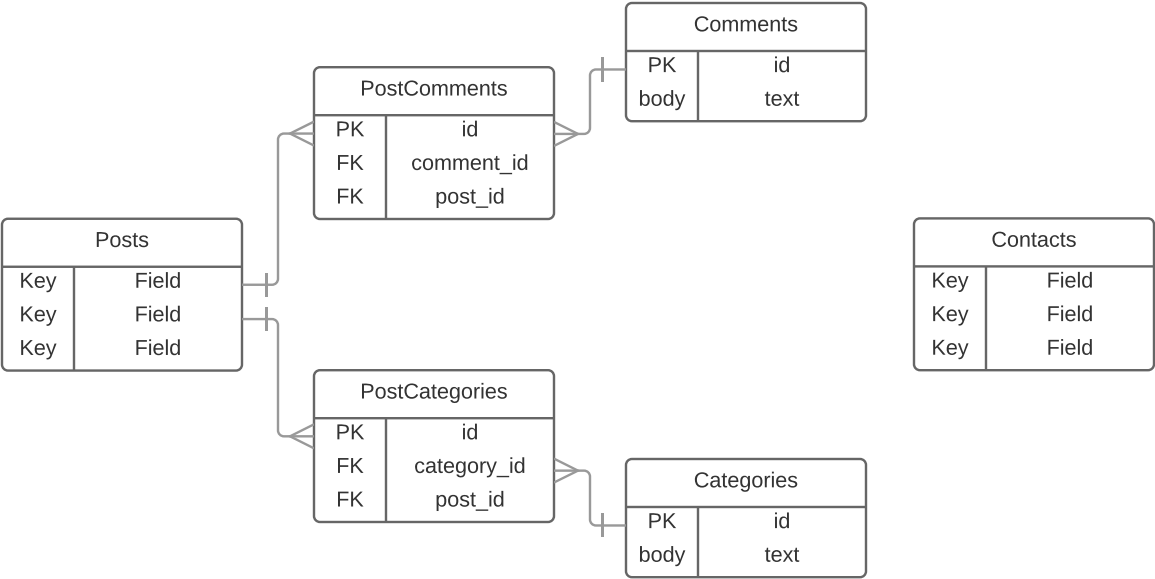 Comments
PK id
body text
PostComments
PK id
FK comment_id
FK post_id
Posts
Key Field
Key Field
Key Field
Contacts
Key Field
Key Field
Key Field
PostCategories
PK id
FK category_id
FK post_id
Categories
PK id
body text